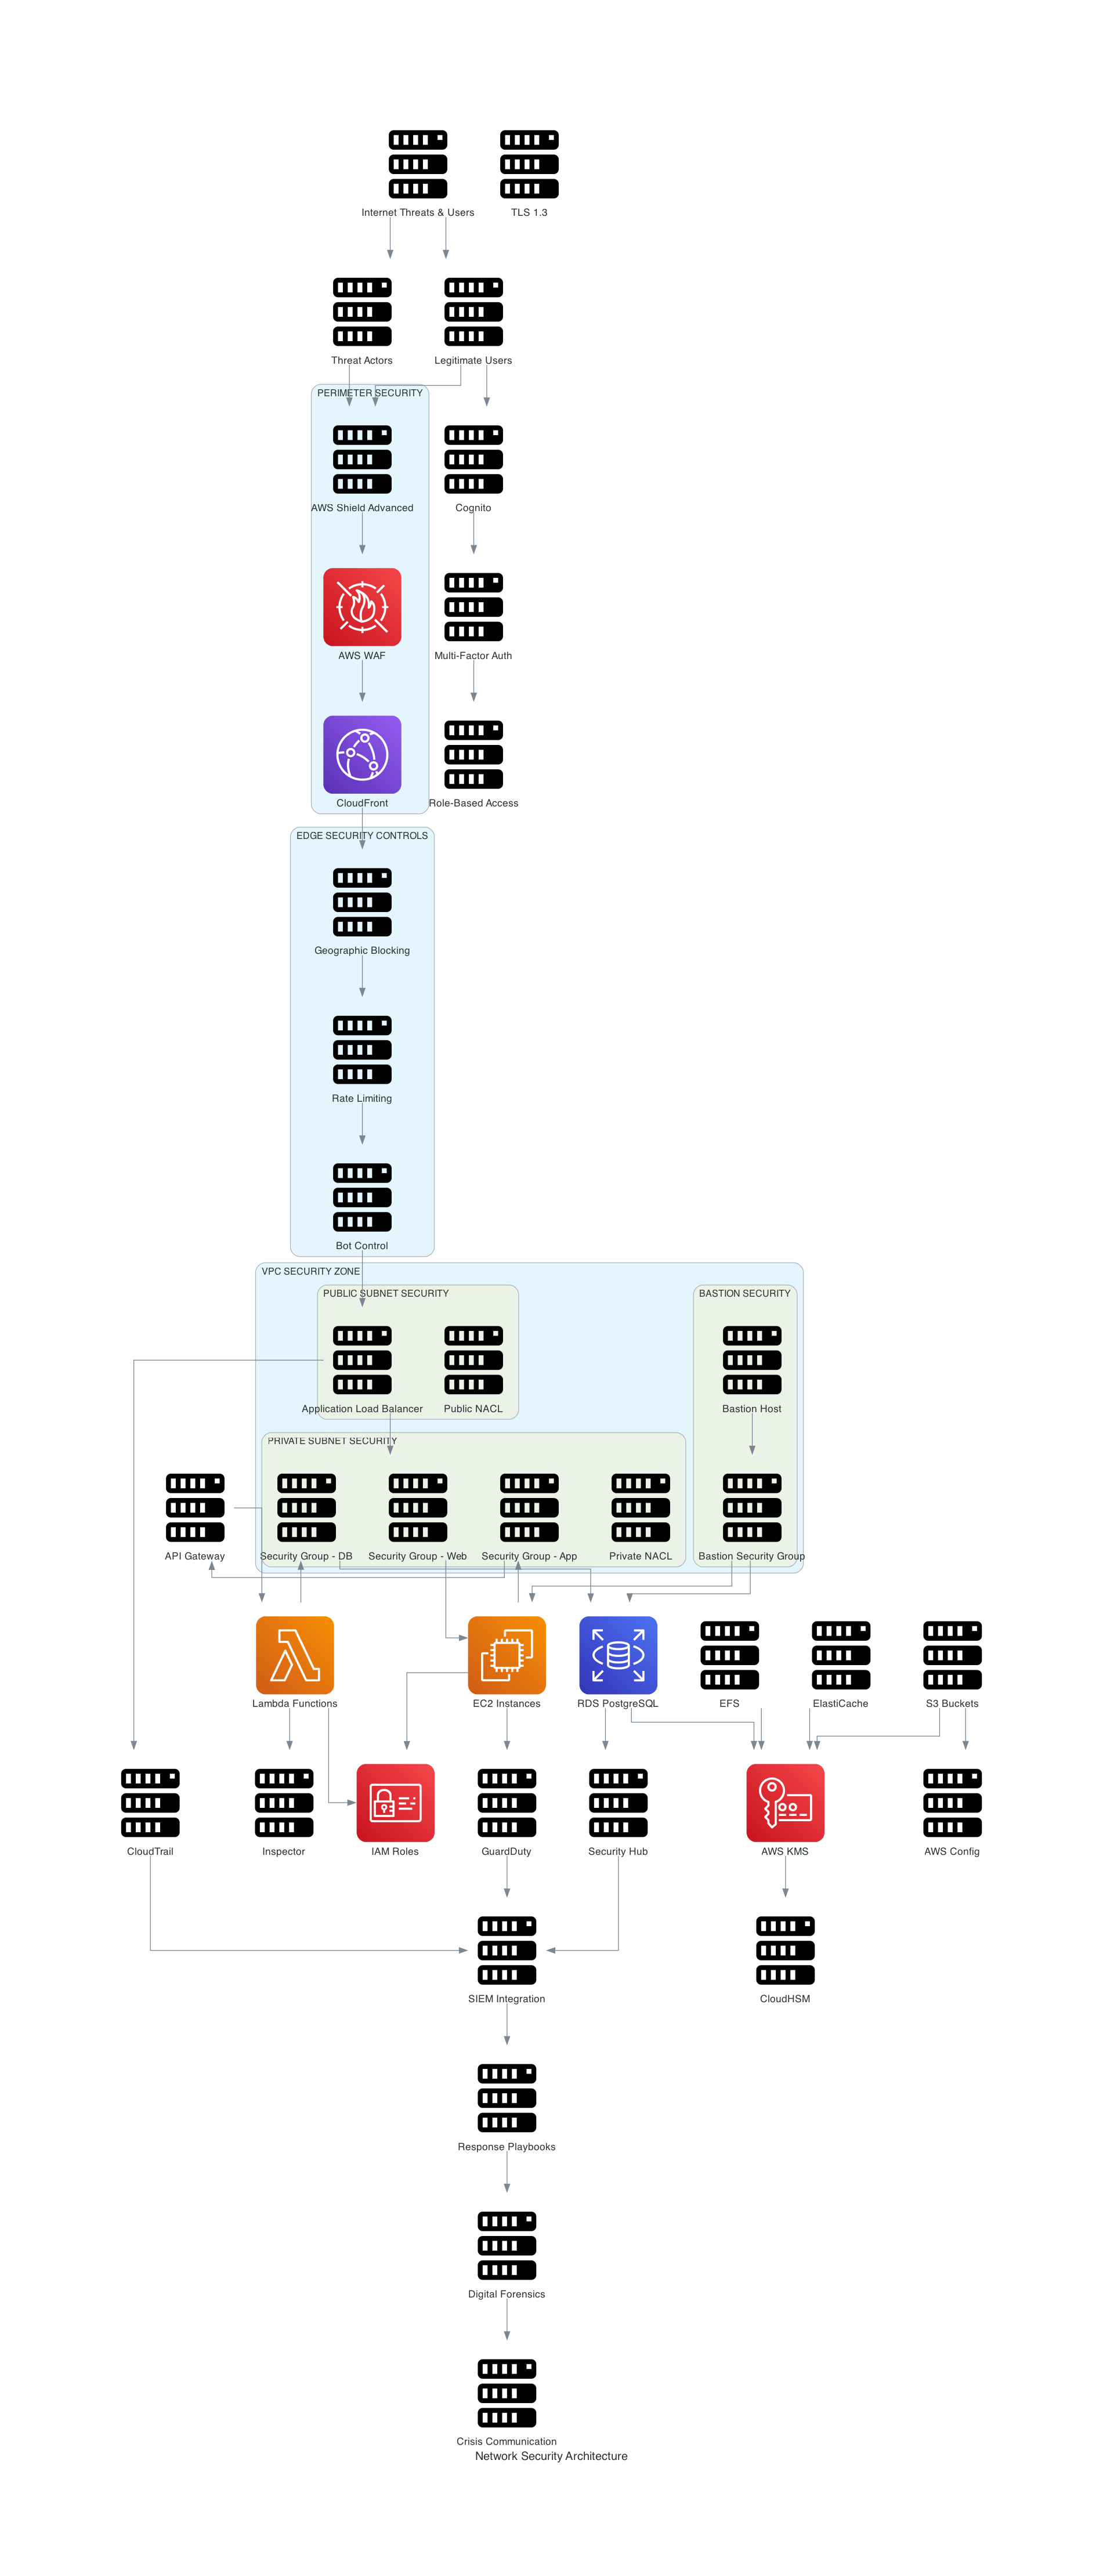 Internet Threats & Users
TLS 1.3
Threat Actors
Legitimate Users
PERIMETER SECURITY
AWS Shield Advanced
Cognito
AWS WAF
Multi-Factor Auth
CloudFront
Role-Based Access
EDGE SECURITY CONTROLS
Geographic Blocking
Rate Limiting
Bot Control
VPC SECURITY ZONE
PUBLIC SUBNET SECURITY
BASTION SECURITY
Application Load Balancer
Public NACL
Bastion Host
PRIVATE SUBNET SECURITY
API Gateway
Security Group - DB
Security Group - Web
Security Group - App
Private NACL
Bastion Security Group
Lambda Functions
EC2 Instances
RDS PostgreSQL
EFS
ElastiCache
S3 Buckets
CloudTrail
Inspector
IAM Roles
GuardDuty
Security Hub
AWS KMS
AWS Config
SIEM Integration
CloudHSM
Response Playbooks
Digital Forensics
Crisis Communication
Network Security Architecture